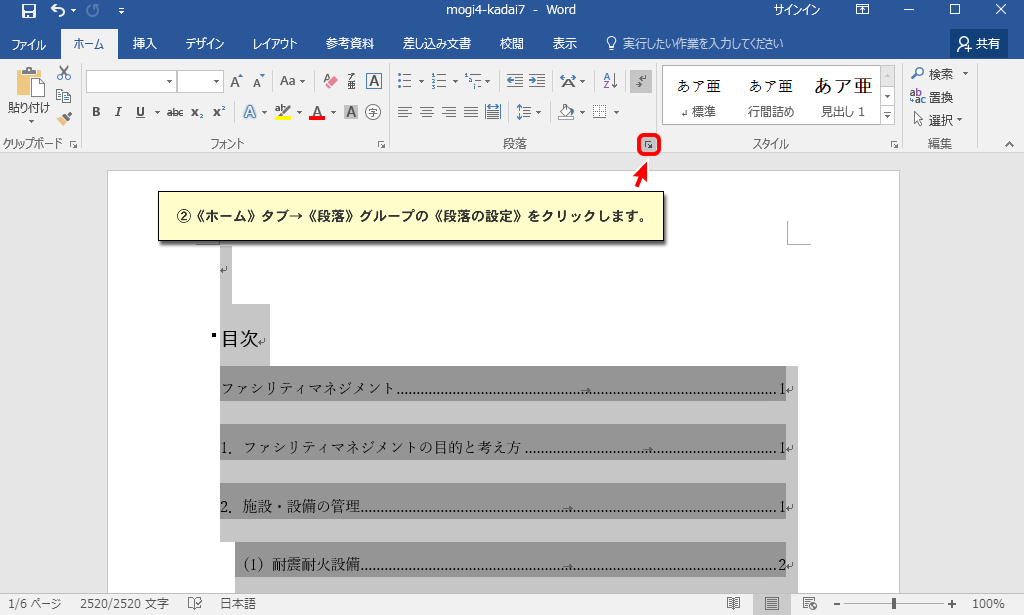 mogi4-kadai7 - Word
サインイン
ファイル ホーム 挿入 デザイン レイアウト 参考資料 差し込み文書 校閲 表示 実行したい作業を入力してください 共有
貼り付け
クリップボード
Aa
B I U abc x₂ x²
フォント
段落
あア亜 あア亜 あア亜
標準 行間詰め 見出し 1
スタイル
検索
置換
選択
編集
②《ホーム》タブ→《段落》グループの《段落の設定》をクリックします。
目次
ファシリティマネジメント 1
1. ファシリティマネジメントの目的と考え方 1
2. 施設・設備の管理 1
(1) 耐震耐火設備 2
1/6 ページ 2520/2520 文字 日本語 100%